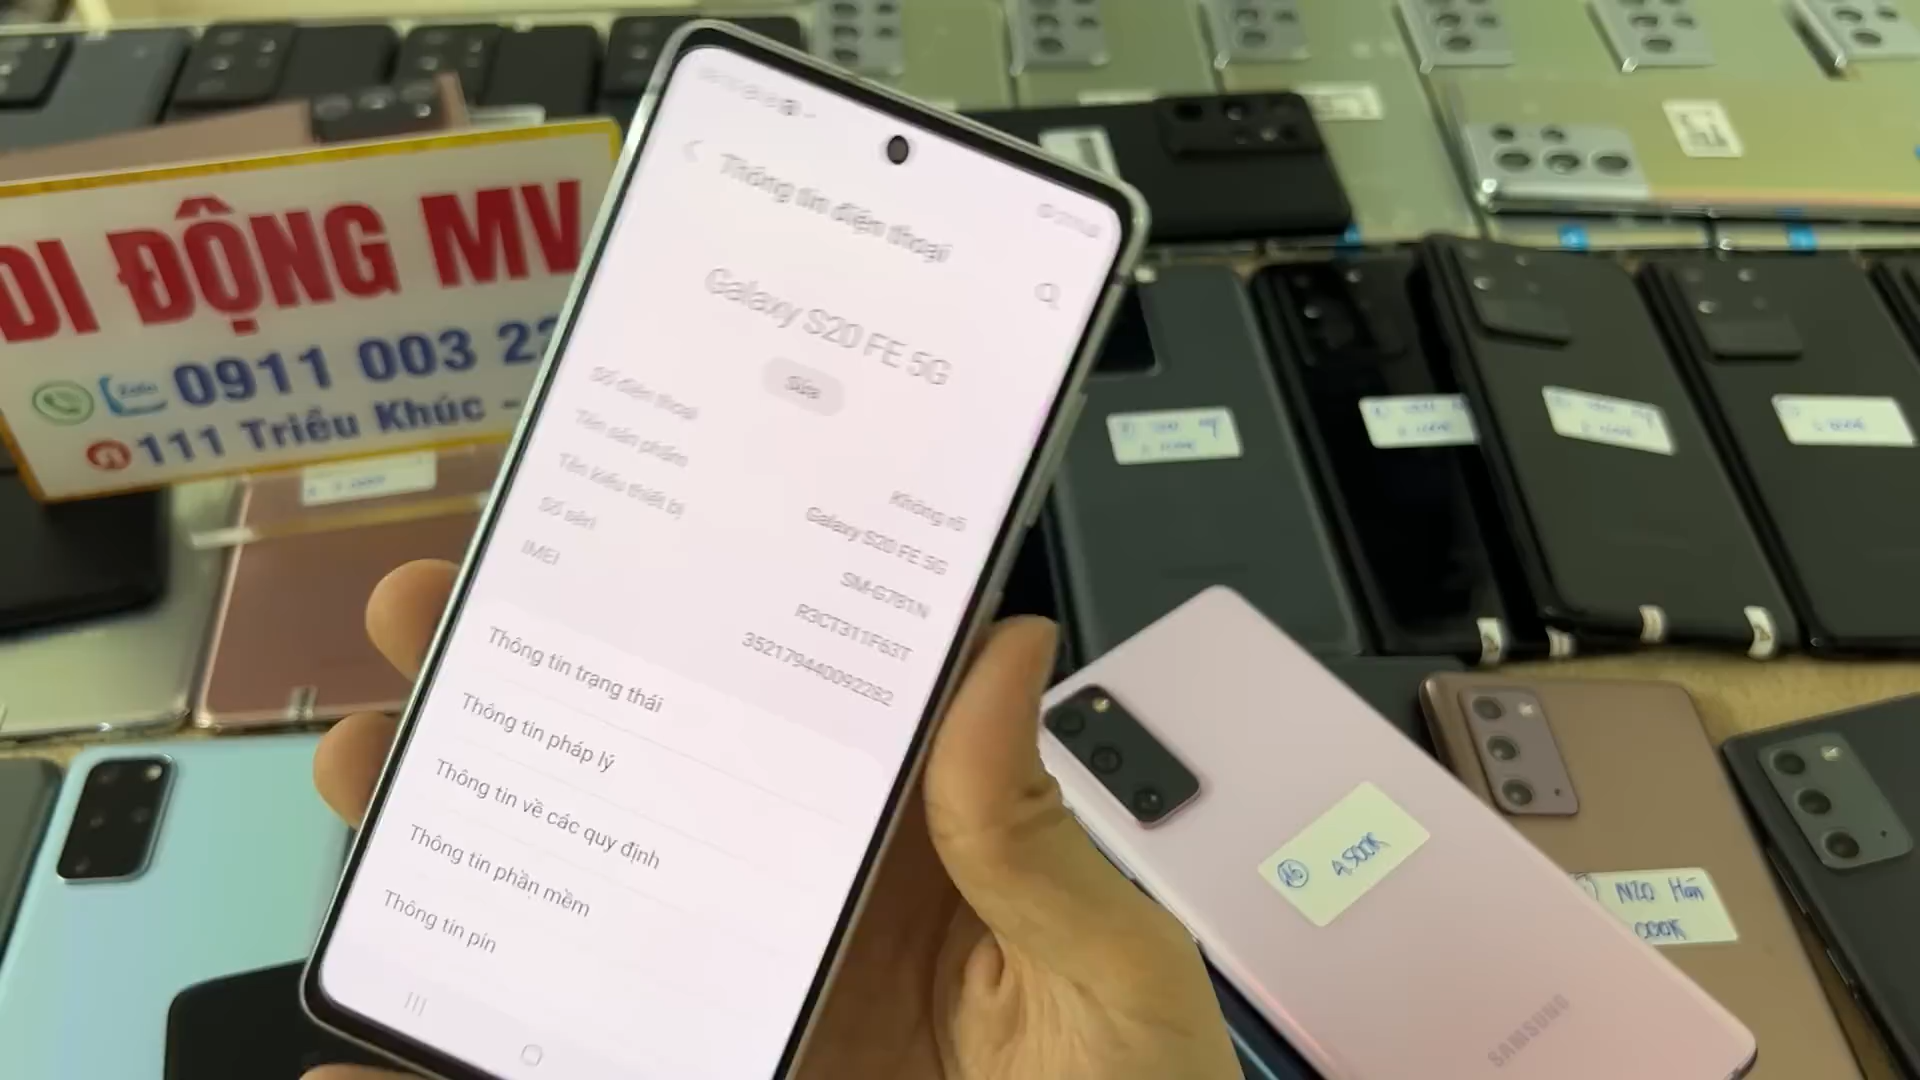 DI ĐỘNG MV
Zalo 0911 003 2
111 Triều Khúc -
Thông tin điện thoại
Galaxy S20 FE 5G
Sửa
Số điện thoại
Không rõ
Tên sản phẩm
Galaxy S20 FE 5G
Tên kiểu thiết bị
SM-G781N
Số sêri
R3CT311F63T
IMEI
352179440092282
Thông tin trạng thái
Thông tin pháp lý
Thông tin về các quy định
Thông tin phần mềm
Thông tin pin
4.500K
N20 Hàn
000K
SAMSUNG